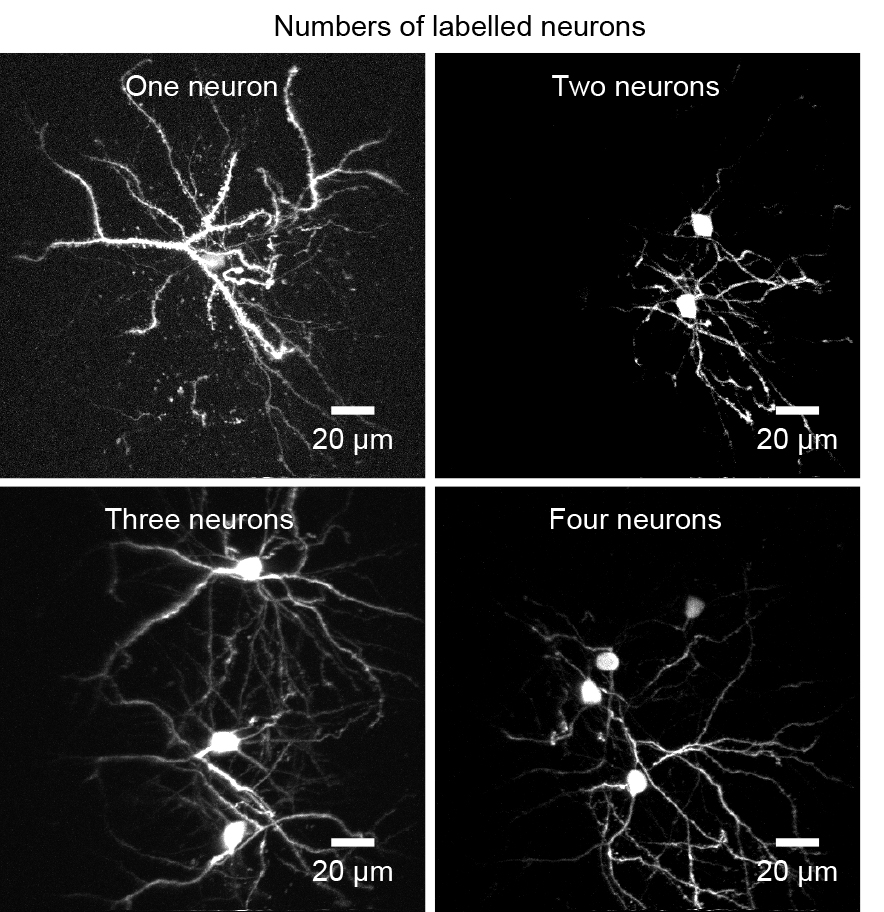 Numbers of labelled neurons
One neuron
Two neurons
20 µm
20 µm
Three neurons
Four neurons
20 µm
20 µm